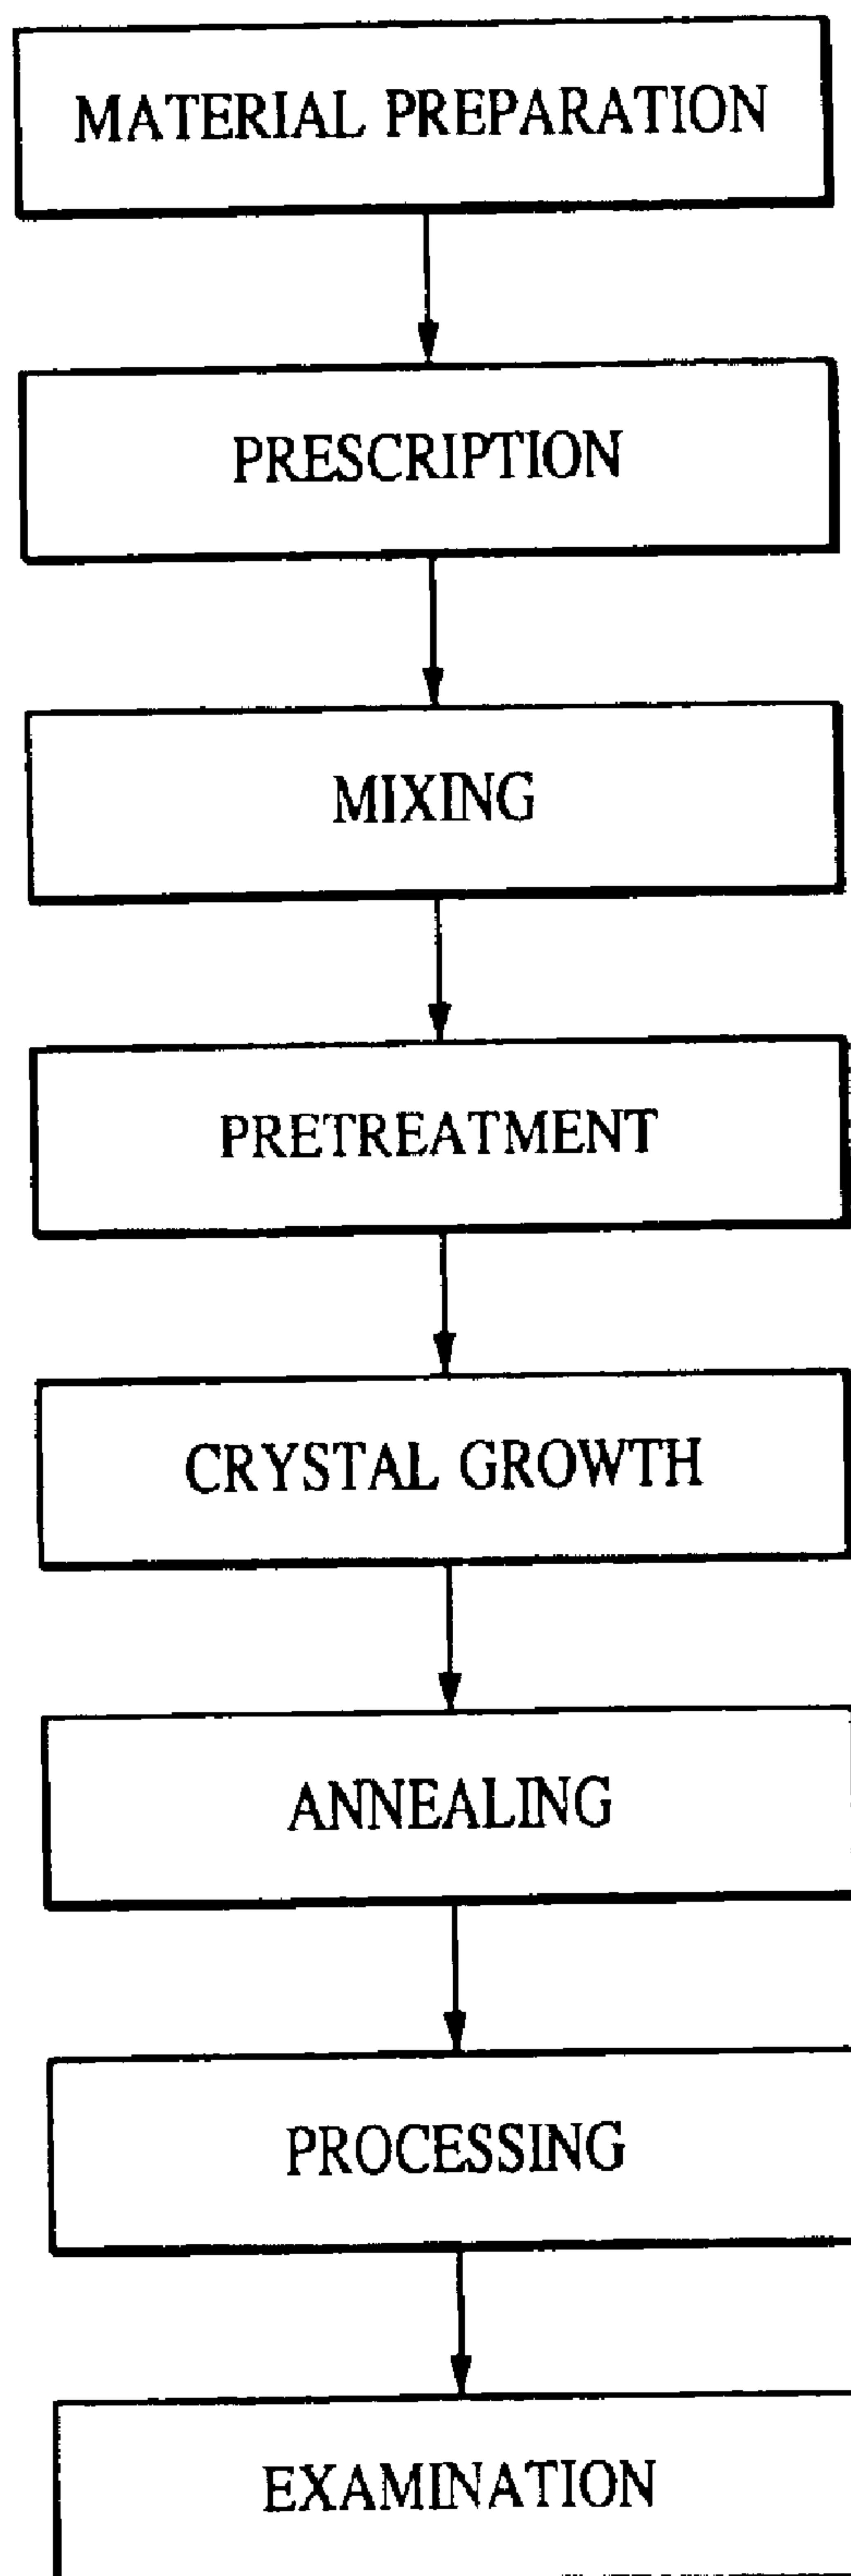 MATERIAL PREPARATION
PRESCRIPTION
MIXING
PRETREATMENT
CRYSTAL GROWTH
ANNEALING
PROCESSING
EXAMINATION